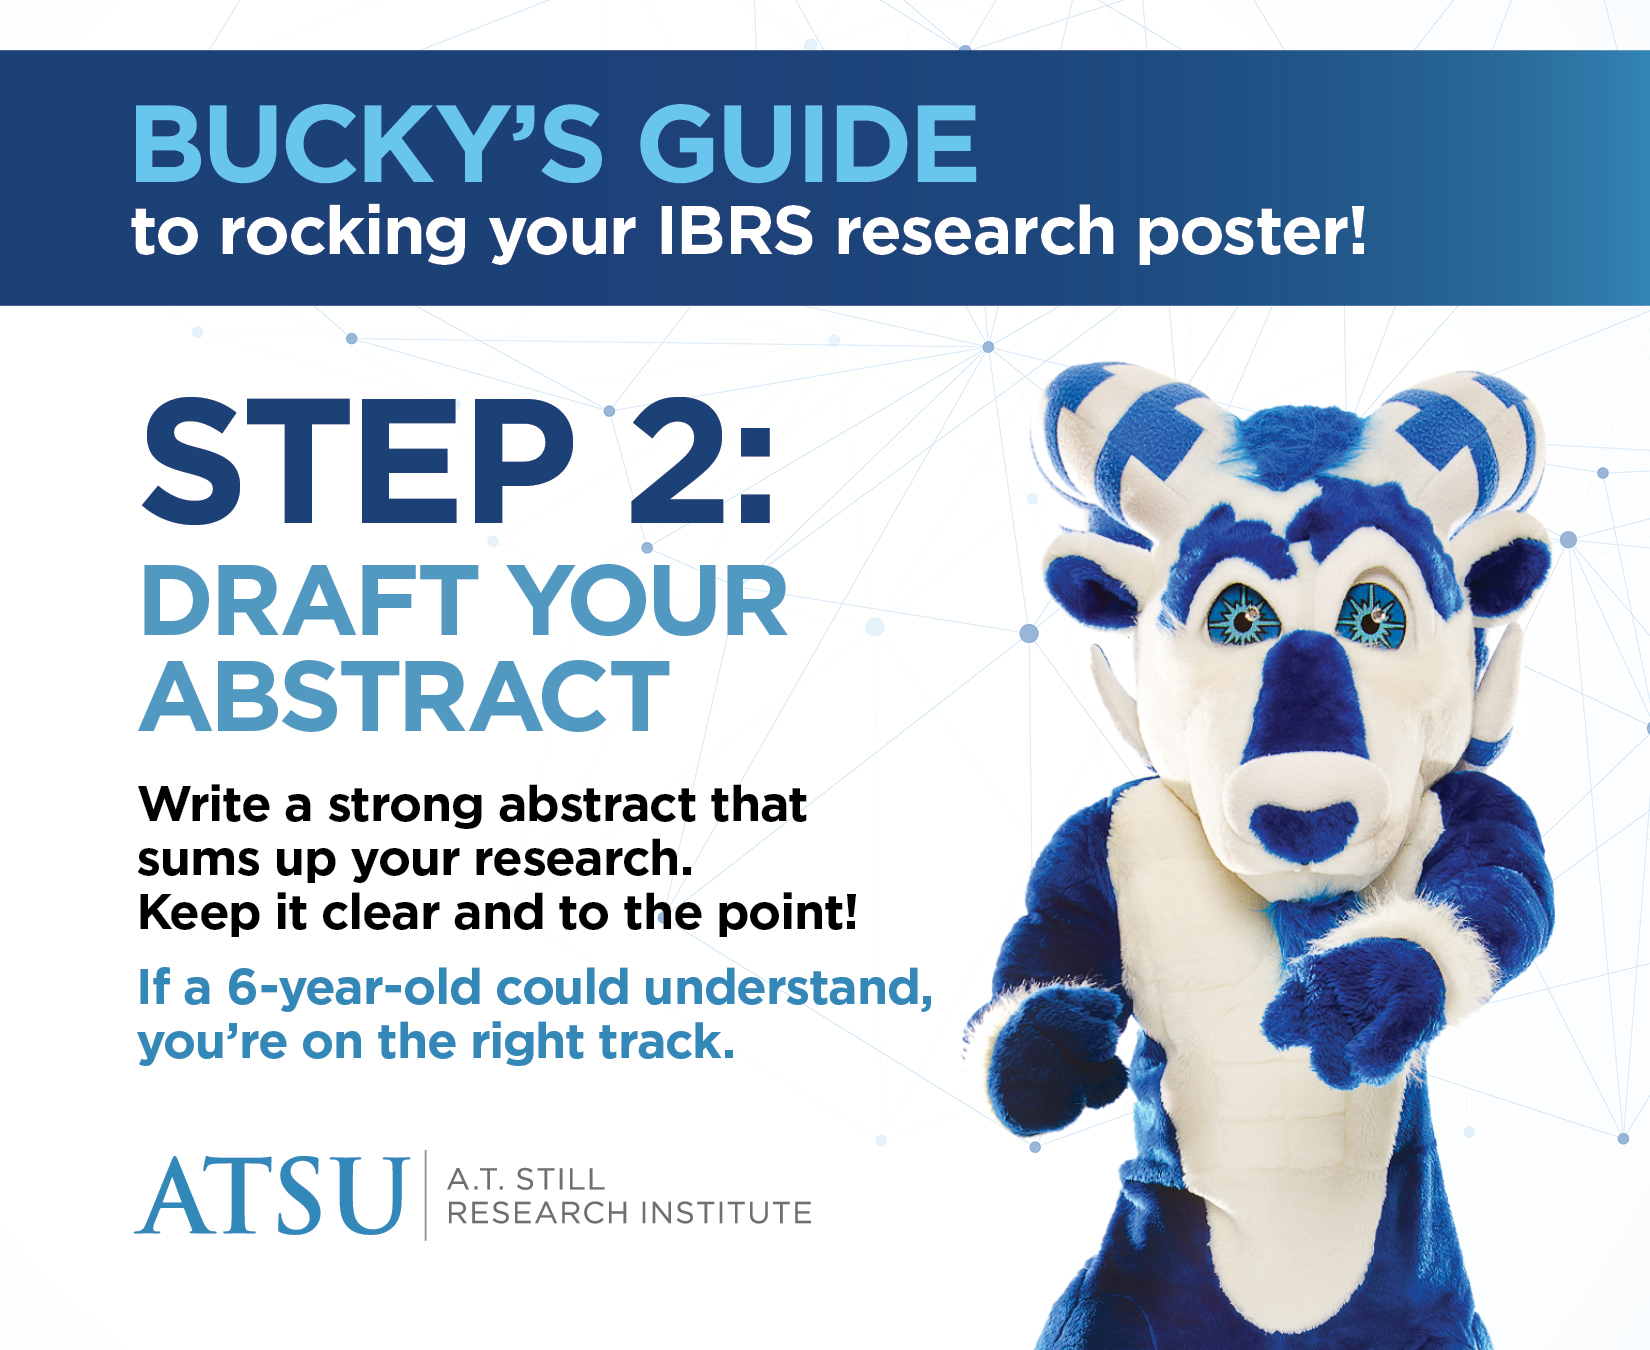 BUCKY’S GUIDE
to rocking your IBRS research poster!
STEP 2:
DRAFT YOUR
ABSTRACT
Write a strong abstract that
sums up your research.
Keep it clear and to the point!
If a 6-year-old could understand,
you’re on the right track.
ATSU
A.T. STILL
RESEARCH INSTITUTE